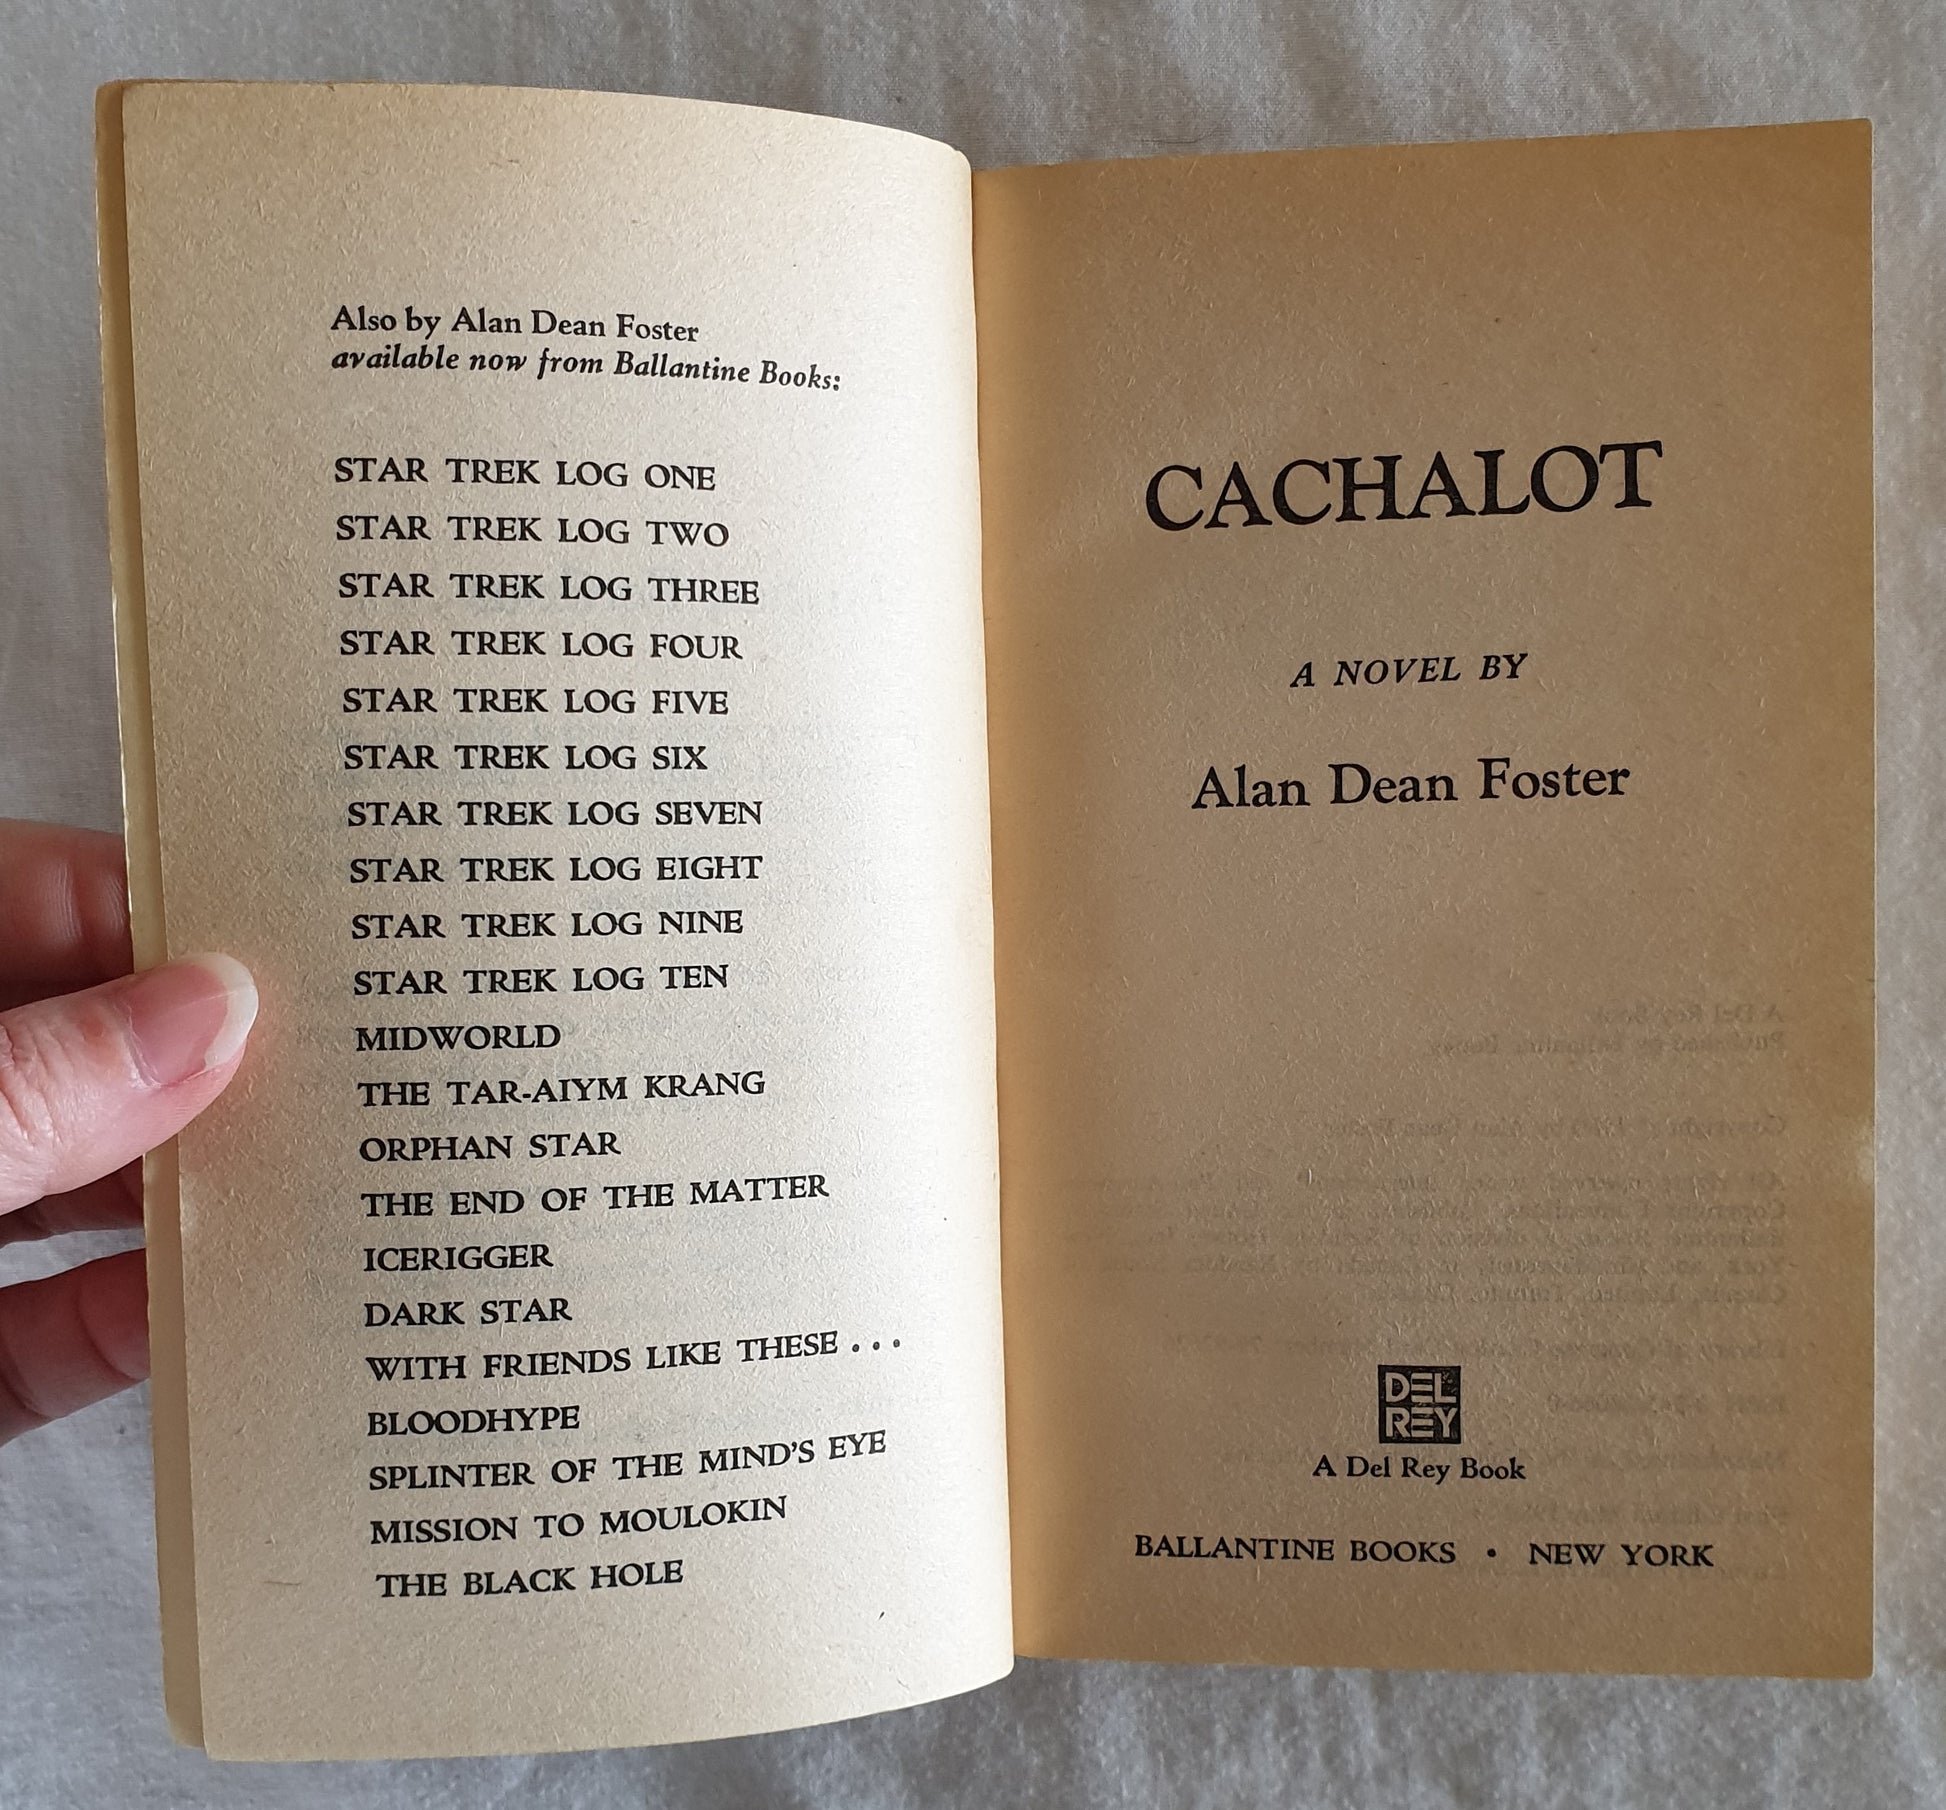 Also by Alan Dean Foster
available now from Ballantine Books:
STAR TREK LOG ONE
STAR TREK LOG TWO
STAR TREK LOG THREE
STAR TREK LOG FOUR
STAR TREK LOG FIVE
STAR TREK LOG SIX
STAR TREK LOG SEVEN
STAR TREK LOG EIGHT
STAR TREK LOG NINE
STAR TREK LOG TEN
MIDWORLD
THE TAR-AIYM KRANG
ORPHAN STAR
THE END OF THE MATTER
ICERIGGER
DARK STAR
WITH FRIENDS LIKE THESE . . .
BLOODHYPE
SPLINTER OF THE MIND'S EYE
MISSION TO MOULOKIN
THE BLACK HOLE
CACHALOT
A NOVEL BY
Alan Dean Foster
DEL
REY
A Del Rey Book
BALLANTINE BOOKS • NEW YORK